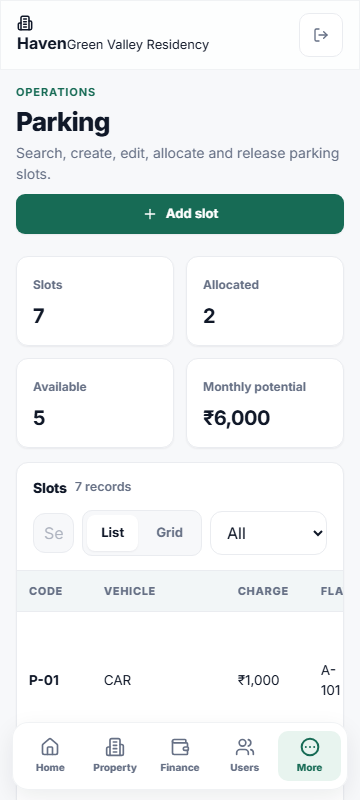 HavenGreen Valley Residency
OPERATIONS
Parking
Search, create, edit, allocate and release parking
slots.
+ Add slot
Slots
7
Allocated
2
Available
5
Monthly potential
₹6,000
Slots 7 records
Se
List
Grid
All
CODE VEHICLE CHARGE FLA
P-01 CAR ₹1,000 A-
101
Home Property Finance Users More